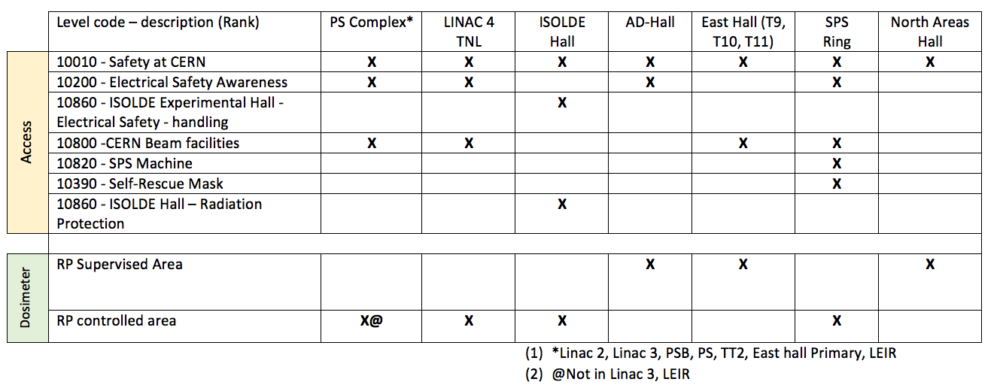 Level code – description (Rank) PS Complex* LINAC 4 ISOLDE AD-Hall East Hall (T9, SPS North Areas
TNL Hall T10, T11) Ring Hall
Access
10010 - Safety at CERN X X X X X X X
10200 - Electrical Safety Awareness X X X X
10860 - ISOLDE Experimental Hall - X
Electrical Safety - handling
10800 -CERN Beam facilities X X X X
10820 - SPS Machine X
10390 - Self-Rescue Mask X
10860 - ISOLDE Hall – Radiation X
Protection
Dosimeter
RP Supervised Area X X X
RP controlled area X@ X X X
(1) *Linac 2, Linac 3, PSB, PS, TT2, East hall Primary, LEIR
(2) @Not in Linac 3, LEIR